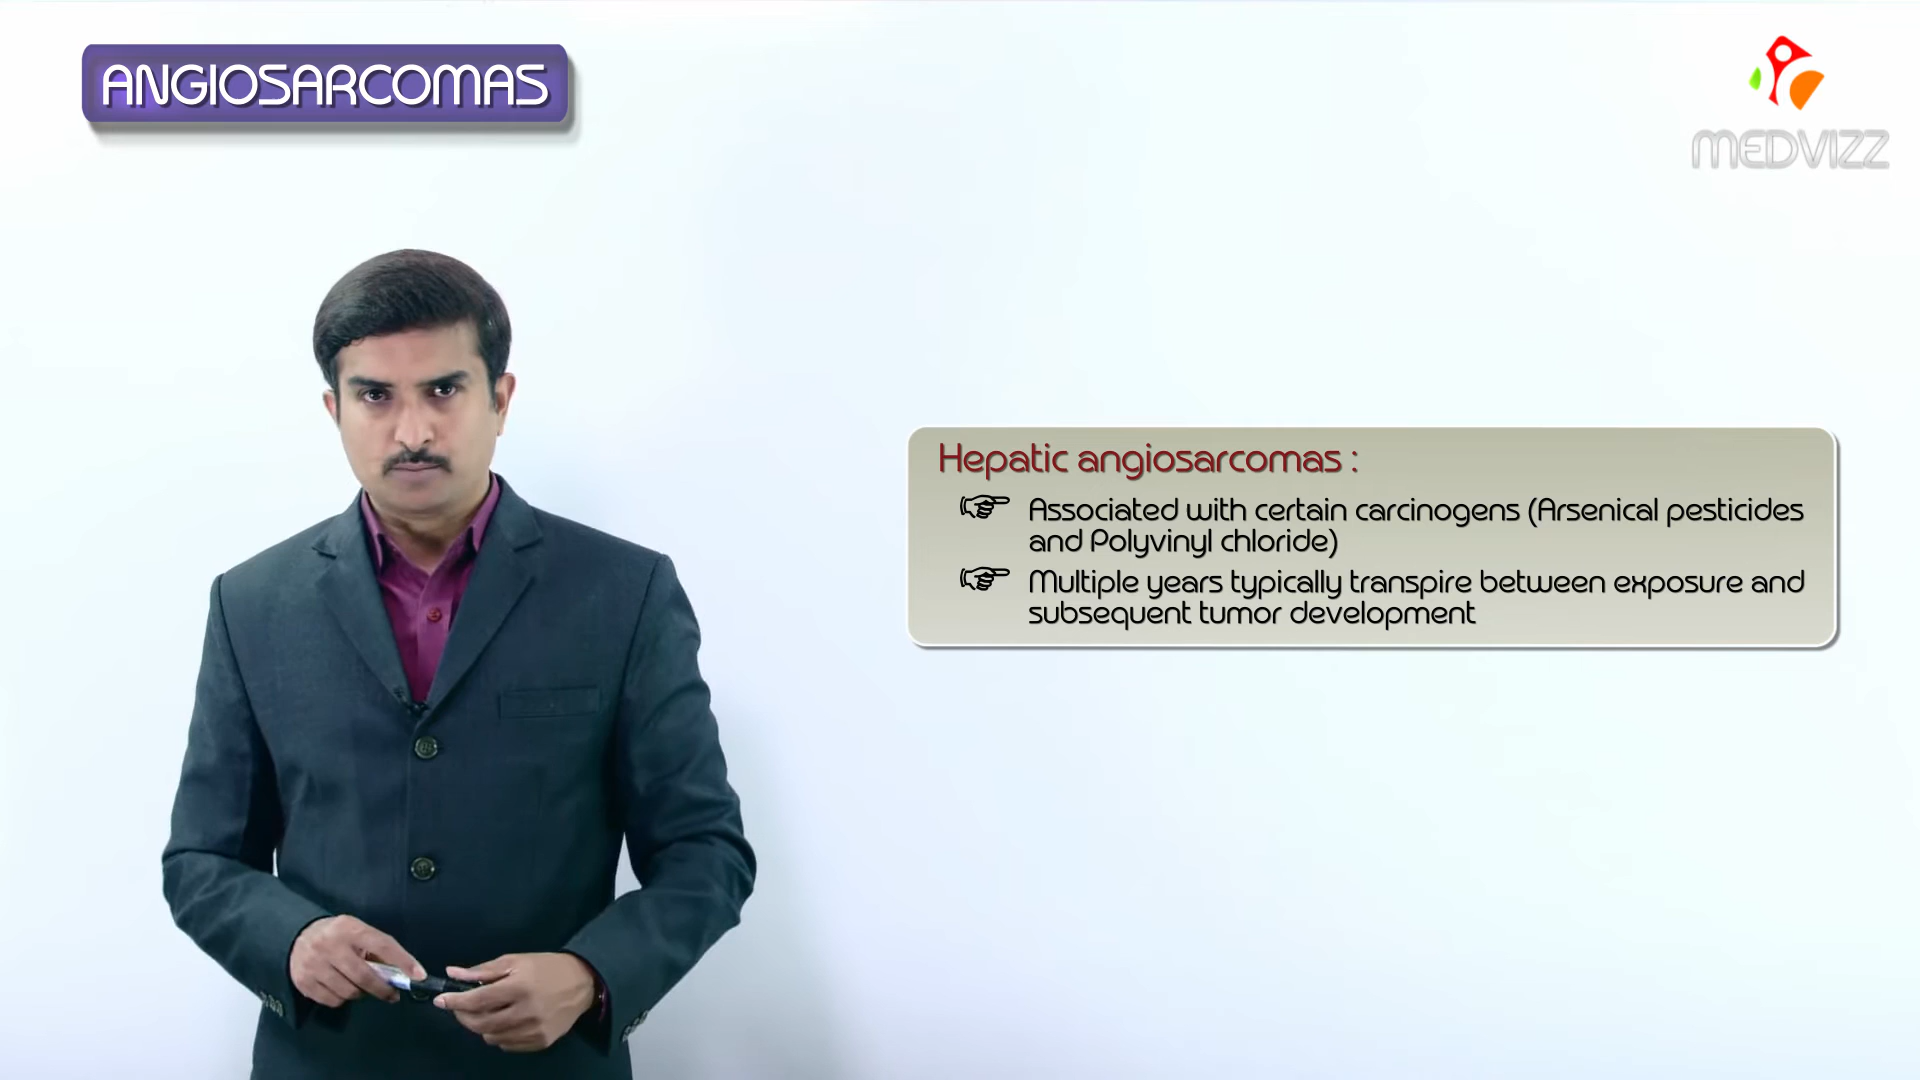 ANGIOSARCOMAS
MEDVIZZ
Hepatic angiosarcomas :
Associated with certain carcinogens (Arsenical pesticides
and Polyvinyl chloride)
Multiple years typically transpire between exposure and
subsequent tumor development